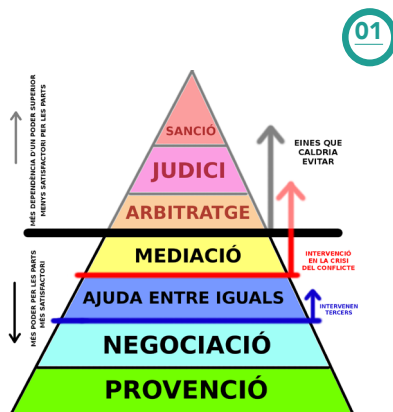 01
MÉS DEPENDÈNCIA D'UN PODER SUPERIOR
MENYS SATISFACTORI PER LES PARTS
SANCIÓ
JUDICI
ARBITRATGE
EINES QUE
CALDRIA
EVITAR
MÉS PODER PER LES PARTS
MÉS SATISFACTORI
MEDIACIÓ
INTERVENCIÓ
EN LA CRISI
DEL CONFLICTE
AJUDA ENTRE IGUALS
INTERVENEN
TERCERS
NEGOCIACIÓ
PROVENCIÓ